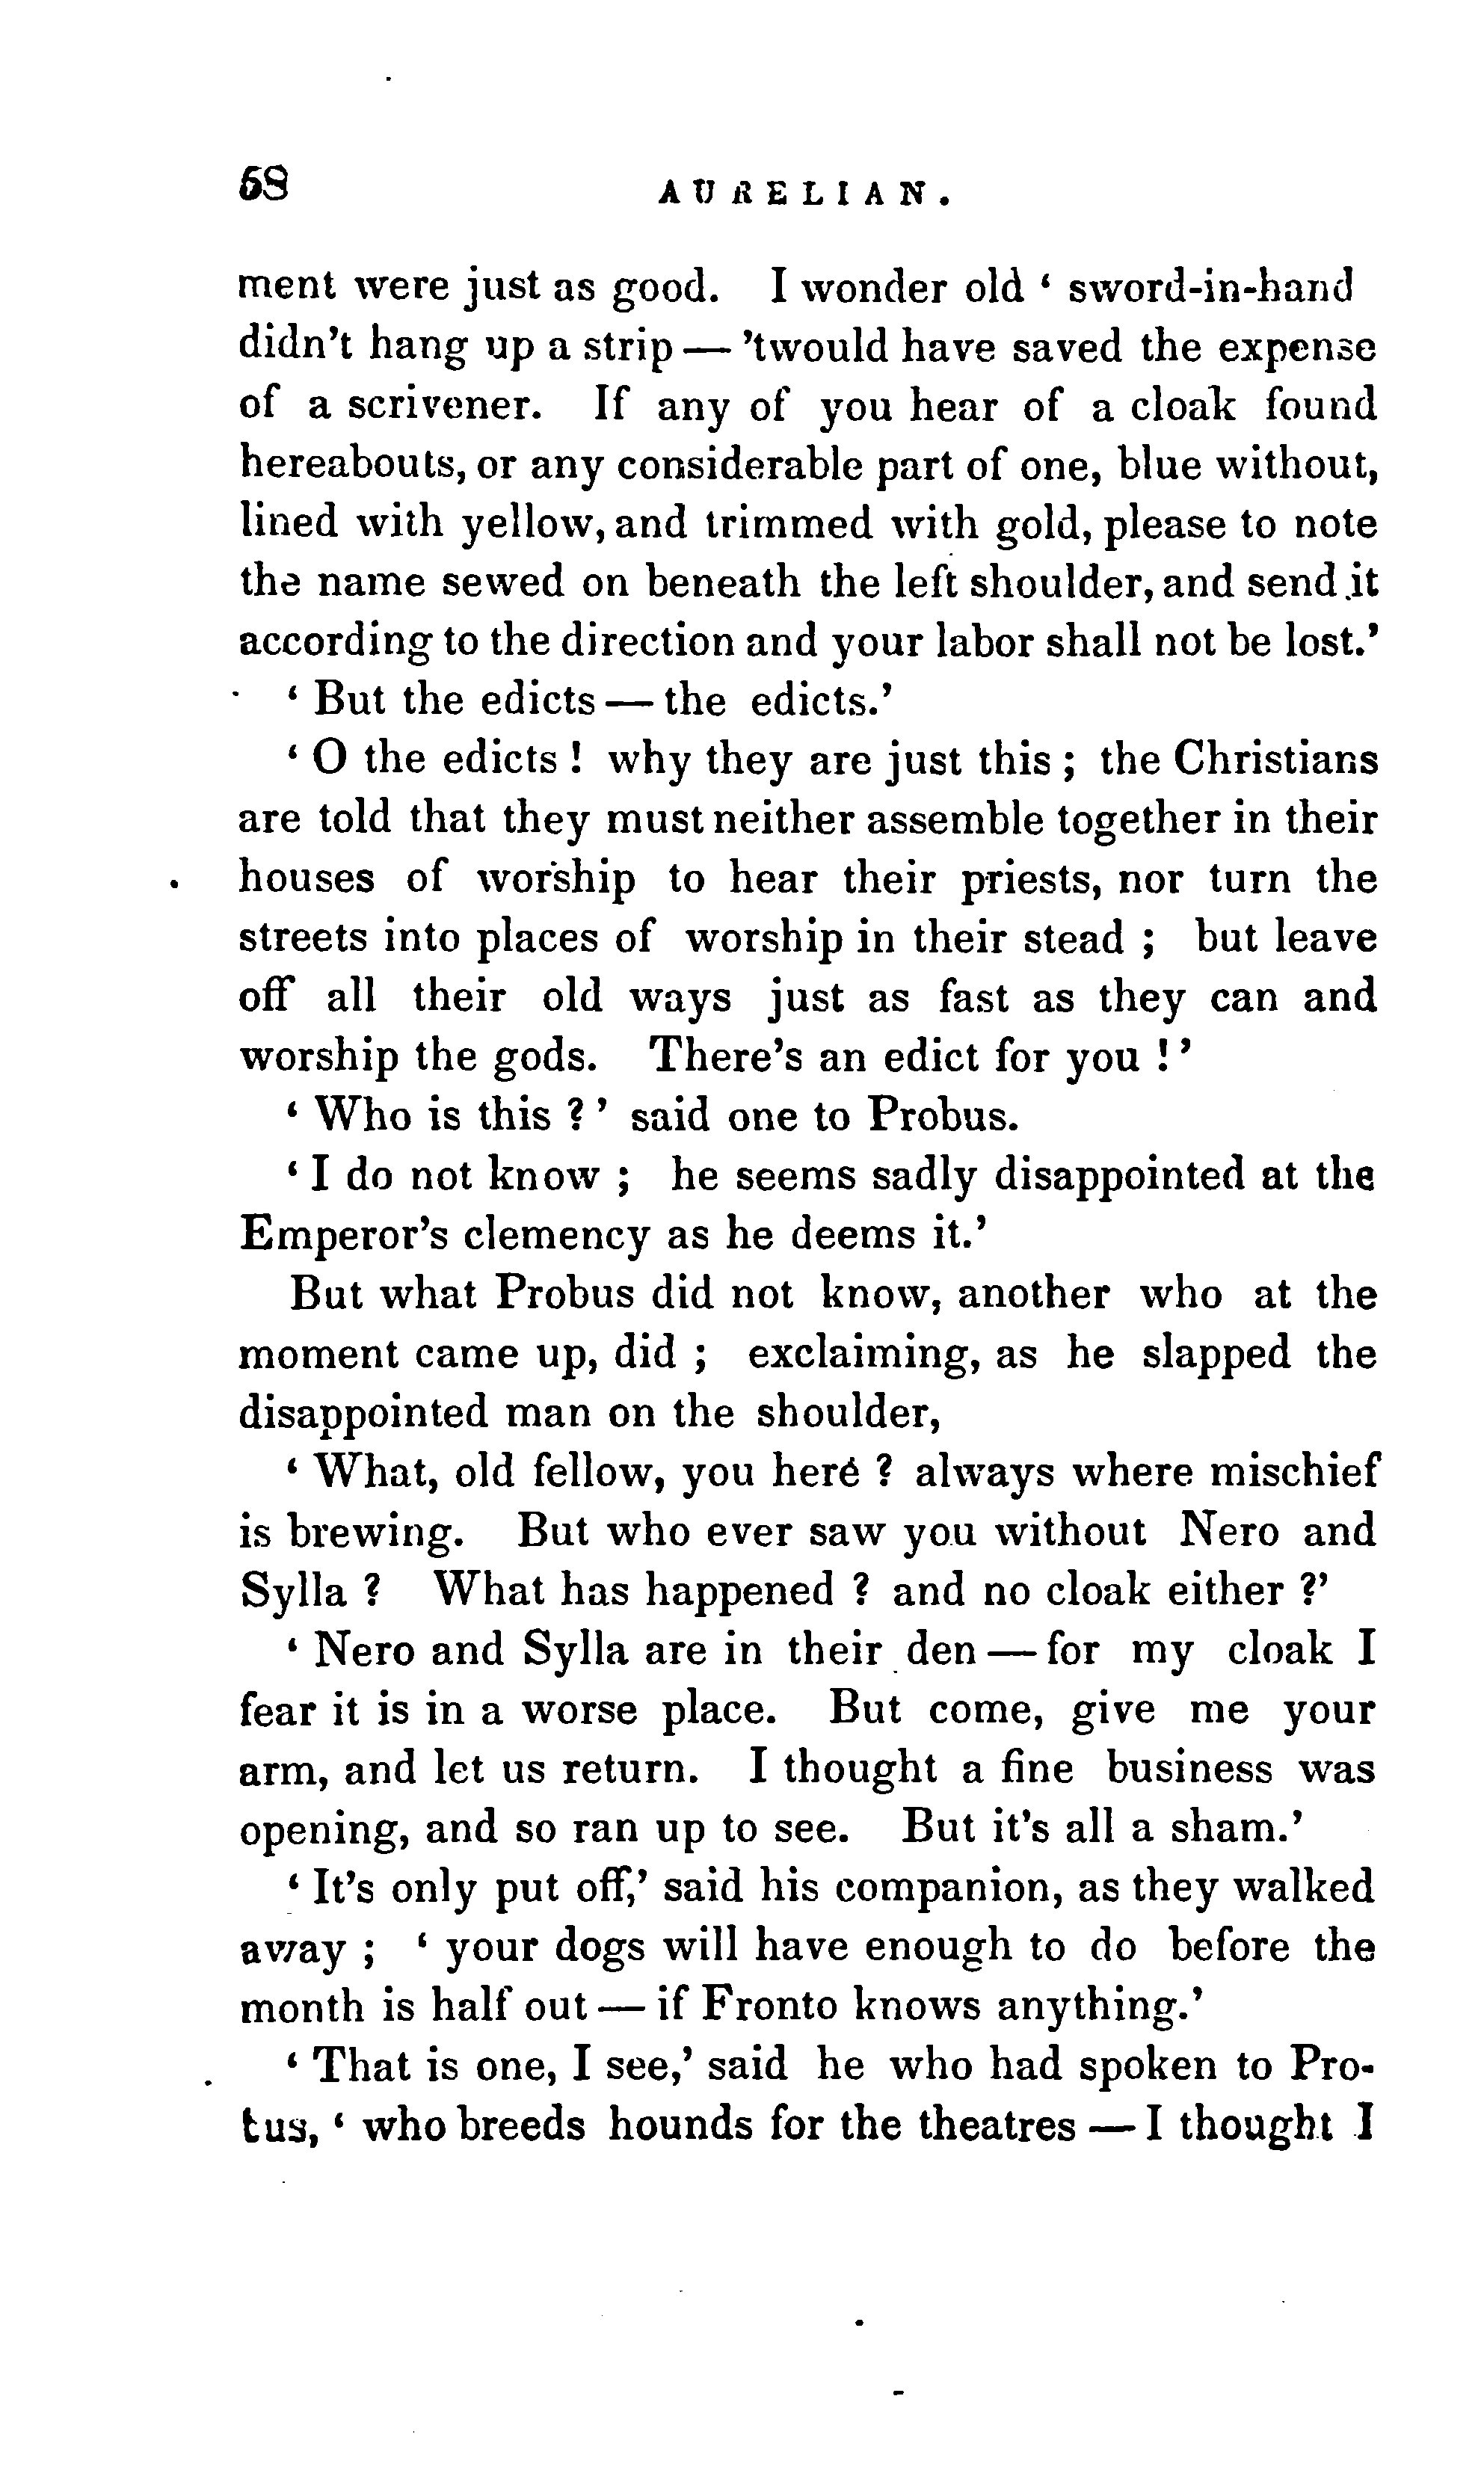 58 AURELIAN.
ment were just as good. I wonder old ‘ sword-in-hand
didn't hang up a strip — 'twould have saved the expense
of a scrivener. If any of you hear of a cloak found
hereabouts, or any considerable part of one, blue without,
lined with yellow, and trimmed with gold, please to note
the name sewed on beneath the left shoulder, and send it
according to the direction and your labor shall not be lost.’
‘ But the edicts — the edicts.’
‘ O the edicts ! why they are just this ; the Christians
are told that they must neither assemble together in their
houses of worship to hear their priests, nor turn the
streets into places of worship in their stead ; but leave
off all their old ways just as fast as they can and
worship the gods. There's an edict for you ! ’
‘ Who is this ? ’ said one to Probus.
‘ I do not know ; he seems sadly disappointed at the
Emperor's clemency as he deems it.’
But what Probus did not know, another who at the
moment came up, did ; exclaiming, as he slapped the
disappointed man on the shoulder,
‘ What, old fellow, you here ? always where mischief
is brewing. But who ever saw you without Nero and
Sylla ? What has happened ? and no cloak either ?’
‘ Nero and Sylla are in their den — for my cloak I
fear it is in a worse place. But come, give me your
arm, and let us return. I thought a fine business was
opening, and so ran up to see. But it's all a sham.’
‘ It's only put off,’ said his companion, as they walked
away ; ‘ your dogs will have enough to do before the
month is half out — if Fronto knows anything.’
‘ That is one, I see,’ said he who had spoken to Pro-
tus, ‘ who breeds hounds for the theatres — I thought I